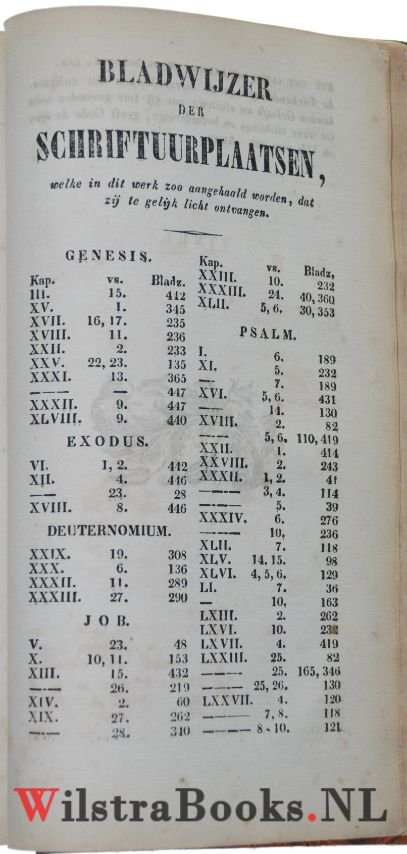 BLADWIJZER
DER
SCHRIFTUURPLAATSEN,
welke in dit werk zoo aangehaald worden, dat
zij te gelijk licht ontvangen.
GENESIS.
Kap. vs. Bladz.
III. 15. 412
XV. 1. 345
XVII. 16, 17. 235
XVIII. 11. 236
XXII. 2. 233
XXV. 22, 23. 135
XXXI. 13. 365
— — 447
XXXII. 9. 447
XLVIII. 9. 440
EXODUS.
VI. 1, 2. 442
XII. 4. 446
—— 23. 28
XVIII. 8. 446
DEUTERNOMIUM.
XXIX. 19. 308
XXX. 6. 136
XXXII. 11. 289
XXXIII. 27. 290
JOB.
V. 23. 48
X. 10, 11. 153
XIII. 15. 432
—— 26. 219
XIV. 2. 60
XIX. 27. 262
— 28. 310
Kap. vs. Bladz,
XXIII. 10. 232
XXXIII. 24. 40, 360
XLII. 5, 6. 30, 353
PSALM.
I. 6. 189
XI. 5. 232
— 7. 189
XVI. 5, 6. 431
— 14. 130
XVIII. 2. 82
—— 5, 6. 110, 419
XXII. 1. 414
XXVIII. 2. 243
XXXII. 1, 2. 41
——— 3, 4. 114
——— 5. 39
XXXIV. 6. 276
——— 10, 236
XLII. 7. 118
XLV. 14, 15. 98
XLVI. 4, 5, 6. 129
LI. 7. 36
— 10, 163
LXIII. 2. 262
LXVI. 10. 232
LXVII. 4. 419
LXXIII. 25. 82
——— 25. 165, 346
——— 25, 26. 130
LXXVII. 4. 120
——— 7, 8. 118
——— 8-10. 121
WilstraBooks.NL